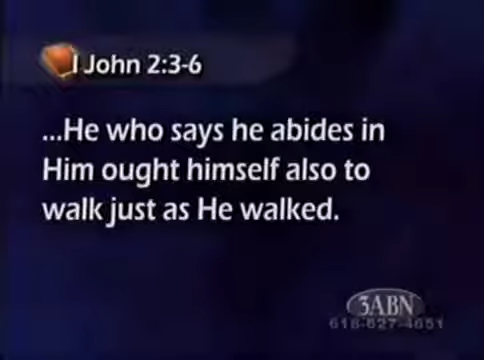 I John 2:3-6
...He who says he abides in
Him ought himself also to
walk just as He walked.
3ABN
618-627-4651